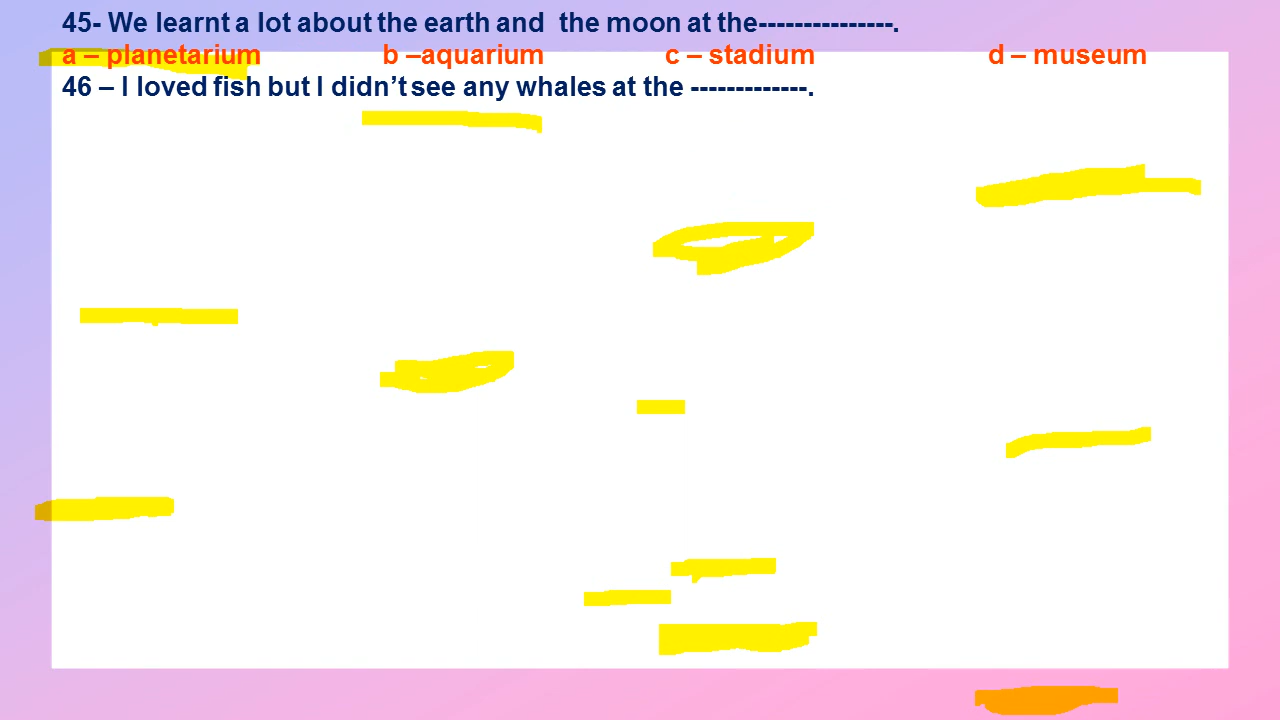 45- We learnt a lot about the earth and the moon at the---------------.
a – planetarium b –aquarium c – stadium d – museum
46 – I loved fish but I didn’t see any whales at the -------------.